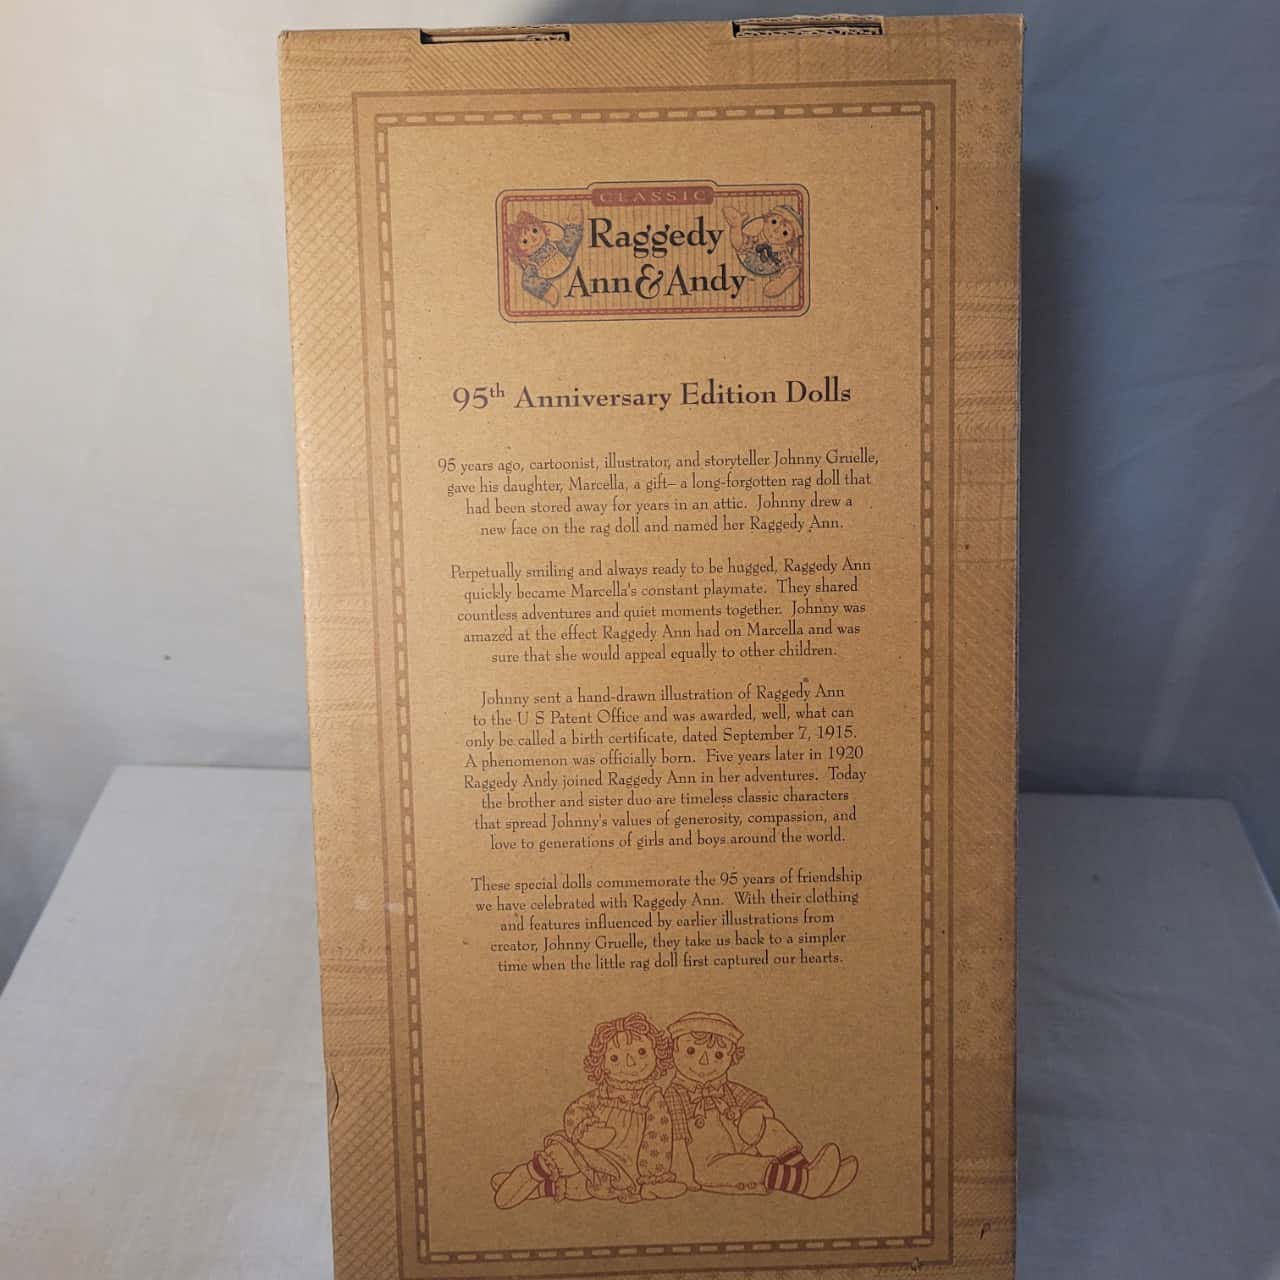 CLASSIC
Raggedy
Ann & Andy
95th Anniversary Edition Dolls
95 years ago, cartoonist, illustrator, and storyteller Johnny Gruelle,
gave his daughter, Marcella, a gift– a long-forgotten rag doll that
had been stored away for years in an attic. Johnny drew a
new face on the rag doll and named her Raggedy Ann.
Perpetually smiling and always ready to be hugged, Raggedy Ann
quickly became Marcella's constant playmate. They shared
countless adventures and quiet moments together. Johnny was
amazed at the effect Raggedy Ann had on Marcella and was
sure that she would appeal equally to other children.
Johnny sent a hand-drawn illustration of Raggedy Ann
to the U S Patent Office and was awarded, well, what can
only be called a birth certificate, dated September 7, 1915.
A phenomenon was officially born. Five years later in 1920
Raggedy Andy joined Raggedy Ann in her adventures. Today
the brother and sister duo are timeless classic characters
that spread Johnny's values of generosity, compassion, and
love to generations of girls and boys around the world.
These special dolls commemorate the 95 years of friendship
we have celebrated with Raggedy Ann. With their clothing
and features influenced by earlier illustrations from
creator, Johnny Gruelle, they take us back to a simpler
time when the little rag doll first captured our hearts.